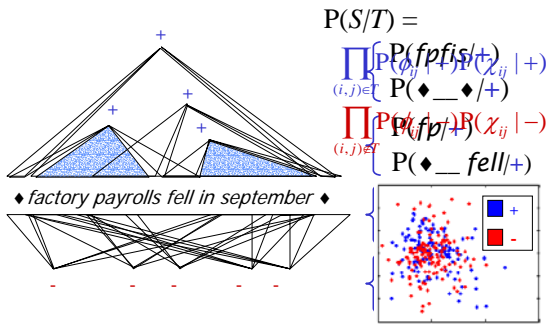 P(S/T) =
+
∏ P(ϕij | +)P(χij | +)
(i, j)∈T
P(fpfis/+)
P(♦__♦/+)
+
+
+
∏ P(ϕij | −)P(χij | −)
(i, j)∉T
P(fp/+)
P(♦__ fell/+)
♦ factory payrolls fell in september ♦
+
-
- - - - -